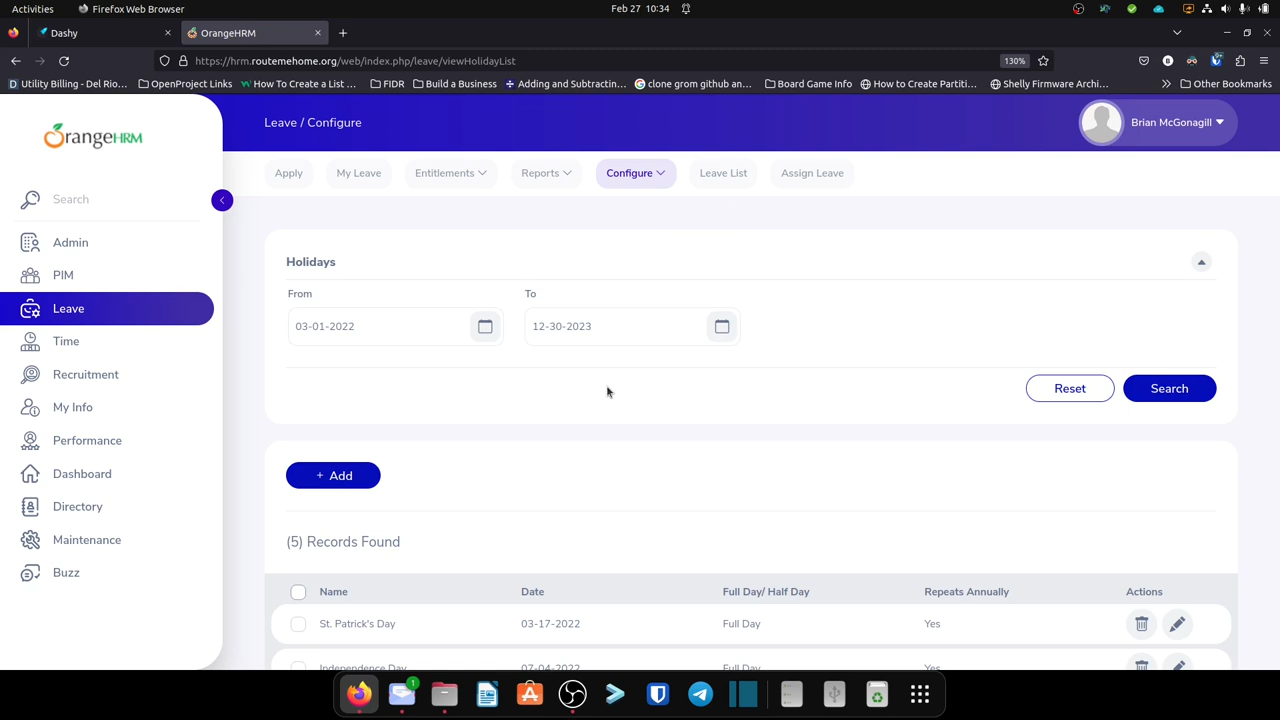 Activities
Firefox Web Browser
Feb 27 10:34
Dashy
OrangeHRM
https://hrm.routemehome.org/web/index.php/leave/viewHolidayList
130%
Utility Billing - Del Rio...
OpenProject Links
How To Create a List ...
FIDR
Build a Business
Adding and Subtractin...
clone grom github an...
Board Game Info
How to Create Partiti...
Shelly Firmware Archi...
Other Bookmarks
OrangeHRM
Leave / Configure
Brian McGonagill
Apply
My Leave
Entitlements
Reports
Configure
Leave List
Assign Leave
Search
Admin
PIM
Leave
Time
Recruitment
My Info
Performance
Dashboard
Directory
Maintenance
Buzz
Holidays
From
To
03-01-2022
12-30-2023
Reset
Search
+ Add
(5) Records Found
Name
Date
Full Day/ Half Day
Repeats Annually
Actions
St. Patrick's Day
03-17-2022
Full Day
Yes
Independence Day
07-04-2022
Full Day
Yes
1